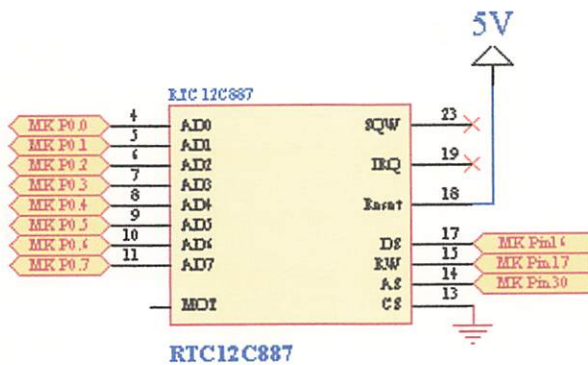 5V
RTC 12C887
MK P0.0 4 AD0 SQW 23
MK P0.1 5 AD1
MK P0.2 6 AD2 IRQ 19
MK P0.3 7 AD3
MK P0.4 8 AD4 Reset 18
MK P0.5 9 AD5
MK P0.6 10 AD6 DS 17 MK Pin16
MK P0.7 11 AD7 RW 15 MK Pin17
AS 14 MK Pin30
MOT CS 13
RTC12C887